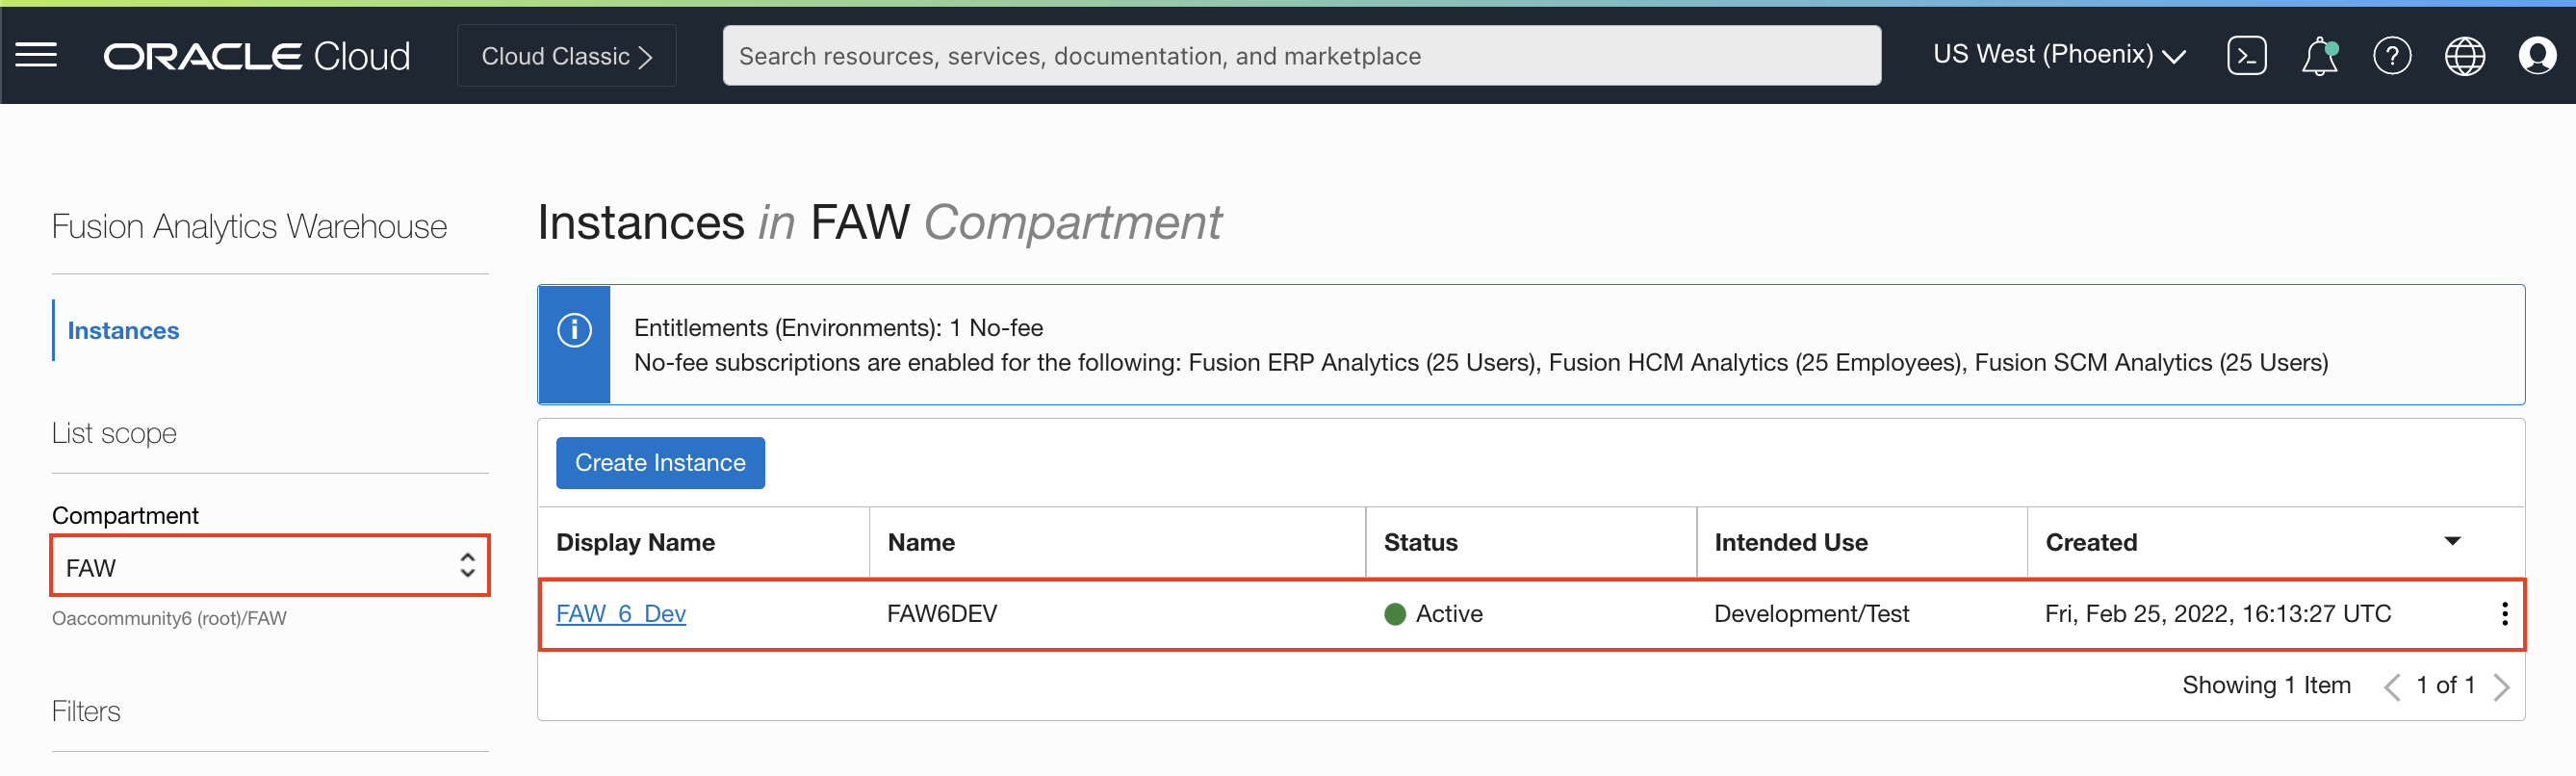 ORACLE Cloud
Cloud Classic
Search resources, services, documentation, and marketplace
US West (Phoenix)
Fusion Analytics Warehouse
Instances
List scope
Compartment
FAW
Oaccommunity6 (root)/FAW
Filters
Instances in FAW Compartment
Entitlements (Environments): 1 No-fee
No-fee subscriptions are enabled for the following: Fusion ERP Analytics (25 Users), Fusion HCM Analytics (25 Employees), Fusion SCM Analytics (25 Users)
Create Instance
Display Name Name Status Intended Use Created
FAW_6_Dev FAW6DEV Active Development/Test Fri, Feb 25, 2022, 16:13:27 UTC
Showing 1 Item 1 of 1